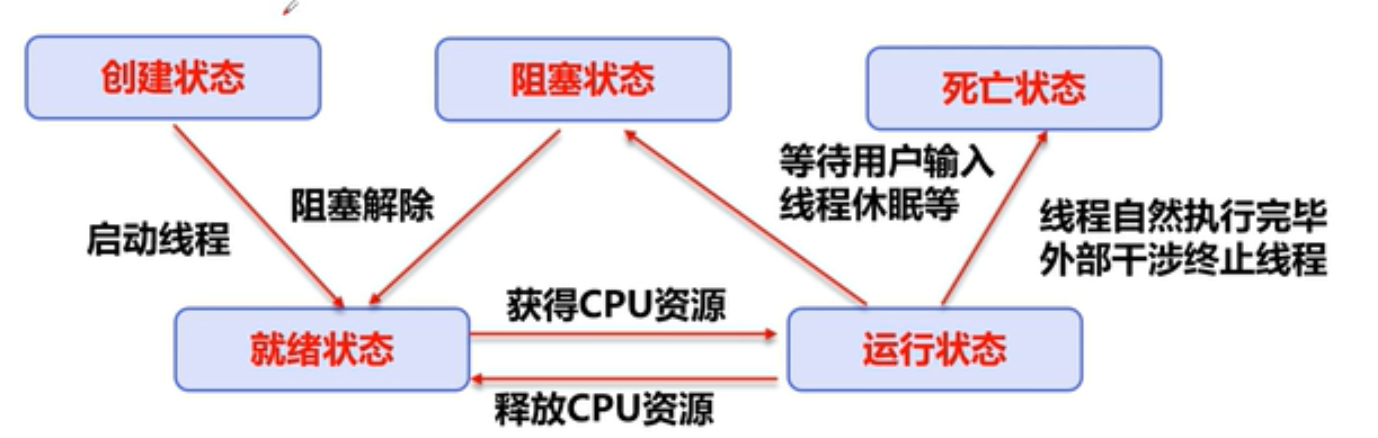 创建状态
阻塞状态
死亡状态
等待用户输入
线程休眠等
阻塞解除
线程自然执行完毕
外部干涉终止线程
启动线程
获得CPU资源
就绪状态
运行状态
释放CPU资源